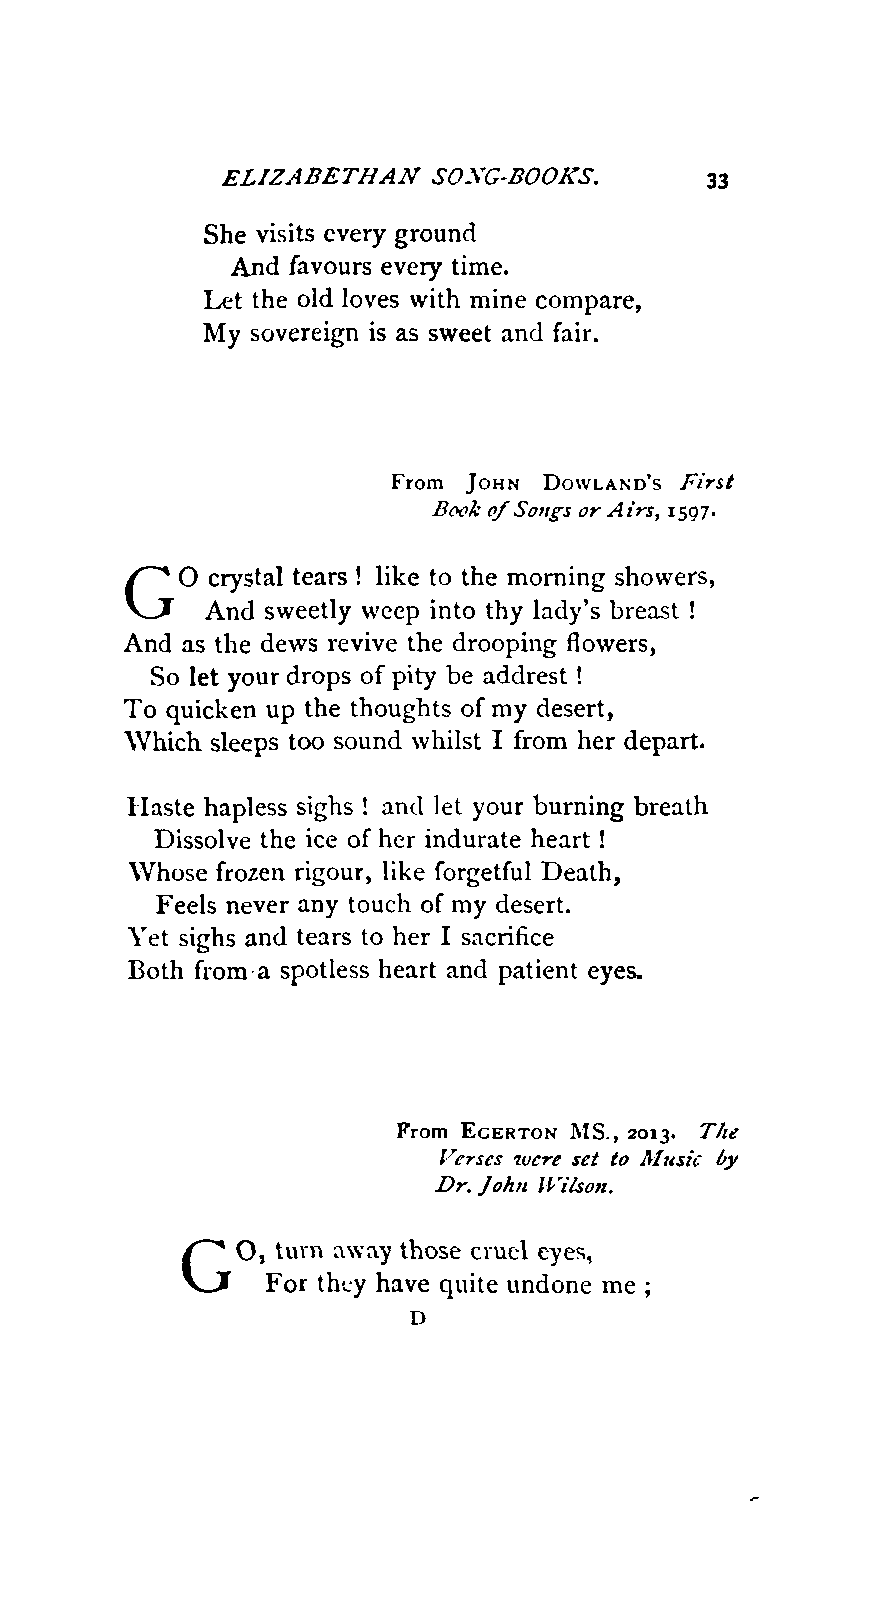 ELIZABETHAN SONG-BOOKS. 33
She visits every ground
And favours every time.
Let the old loves with mine compare,
My sovereign is as sweet and fair.
From JOHN DOWLAND'S First
Book of Songs or Airs, 1597.
GO crystal tears ! like to the morning showers,
And sweetly weep into thy lady's breast !
And as the dews revive the drooping flowers,
So let your drops of pity be addrest !
To quicken up the thoughts of my desert,
Which sleeps too sound whilst I from her depart.
Haste hapless sighs ! and let your burning breath
Dissolve the ice of her indurate heart !
Whose frozen rigour, like forgetful Death,
Feels never any touch of my desert.
Yet sighs and tears to her I sacrifice
Both from a spotless heart and patient eyes.
From EGERTON MS., 2013. The
Verses were set to Music by
Dr. John Wilson.
GO, turn away those cruel eyes,
For they have quite undone me ;
D